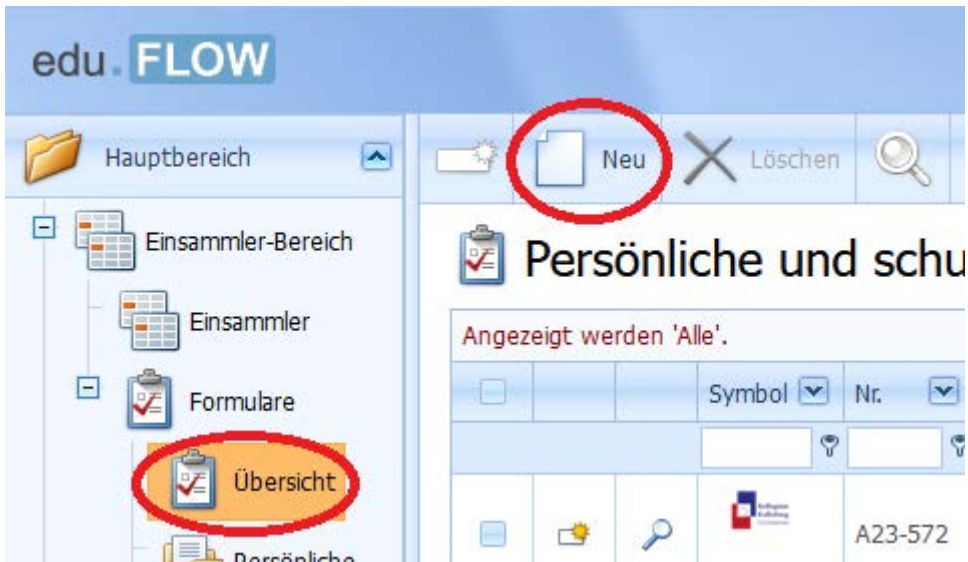 edu.FLOW
Hauptbereich
Neu
Löschen
Einsammler-Bereich
Einsammler
Formulare
Übersicht
Persönliche
Persönliche und schu
Angezeigt werden 'Alle'.
Symbol
Nr.
A23-572